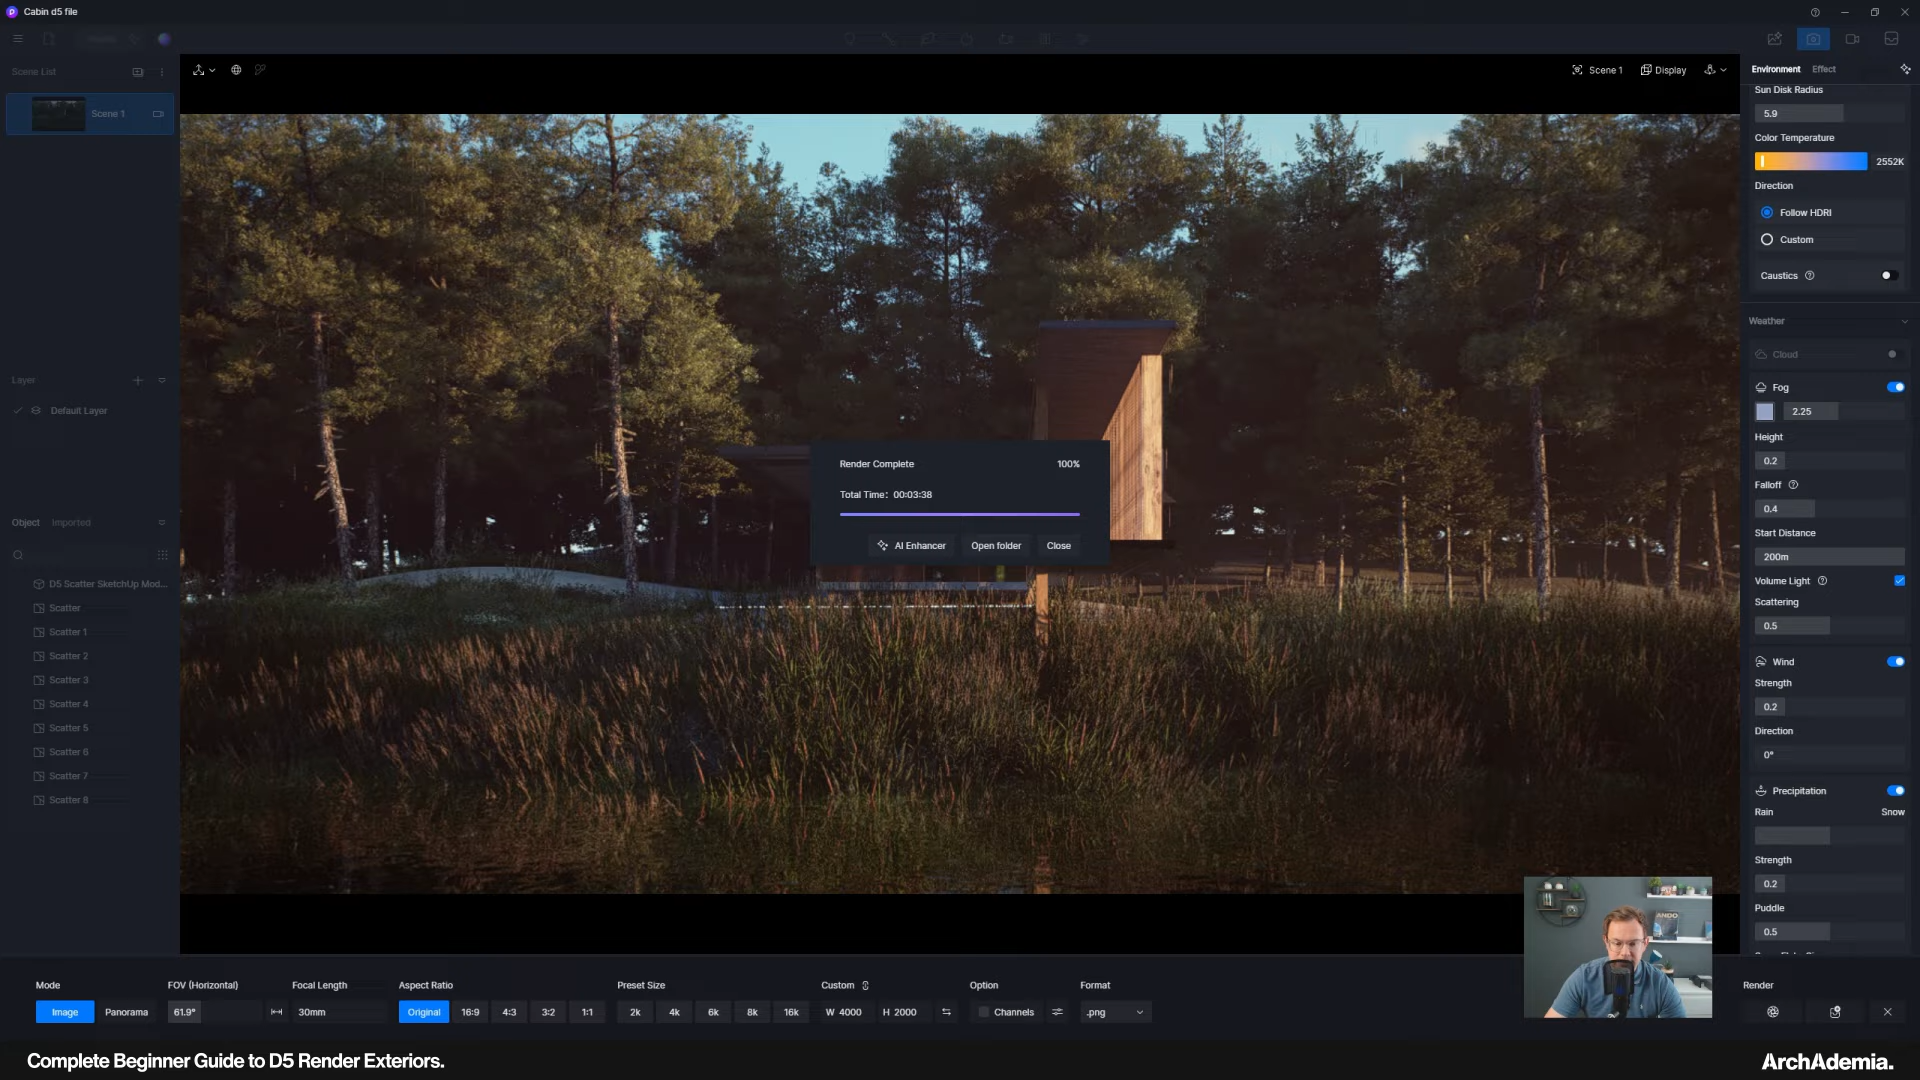 Cabin d5 file
Scene List
Scene 1
Layer
Default Layer
Object Imported
D5 Scatter SketchUp Mod...
Scatter
Scatter 1
Scatter 2
Scatter 3
Scatter 4
Scatter 5
Scatter 6
Scatter 7
Scatter 8
Scene 1 Display
Render Complete 100%
Total Time: 00:03:38
AI Enhancer Open folder Close
Environment Effect
Sun Disk Radius
5.9
Color Temperature
2552K
Direction
Follow HDRI
Custom
Caustics
Weather
Cloud
Fog
2.25
Height
0.2
Falloff
0.4
Start Distance
200m
Volume Light
Scattering
0.5
Wind
Strength
0.2
Direction
0°
Precipitation
Rain Snow
Strength
0.2
Puddle
0.5
ANDO
Mode FOV (Horizontal) Focal Length Aspect Ratio Preset Size Custom Option Format Render
Image Panorama 61.9° 30mm Original 16:9 4:3 3:2 1:1 2k 4k 6k 8k 16k W 4000 H 2000 Channels .png
Complete Beginner Guide to D5 Render Exteriors.
ArchAdemia.